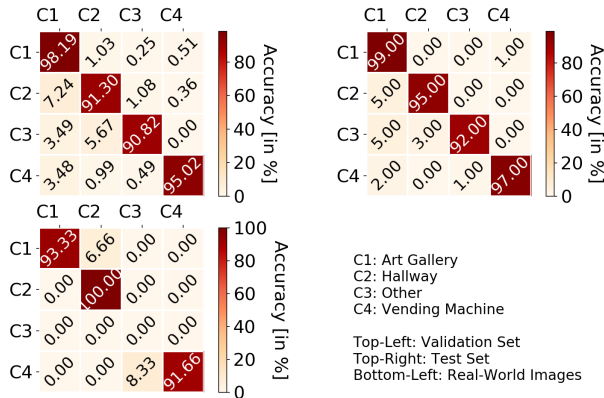 C1 C2 C3 C4
C1 98.19 1.03 0.25 0.51
C2 7.24 91.30 1.08 0.36
C3 3.49 5.67 90.82 0.00
C4 3.48 0.99 0.49 95.02
80
60
40
20
0
Accuracy [in %]
C1 C2 C3 C4
C1 99.00 0.00 0.00 1.00
C2 5.00 95.00 0.00 0.00
C3 5.00 3.00 92.00 0.00
C4 2.00 0.00 1.00 97.00
80
60
40
20
0
Accuracy [in %]
C1 C2 C3 C4
C1 93.33 6.66 0.00 0.00
C2 0.00 100.00 0.00 0.00
C3 0.00 0.00 0.00 0.00
C4 0.00 0.00 8.33 91.66
100
80
60
40
20
0
Accuracy [in %]
C1: Art Gallery
C2: Hallway
C3: Other
C4: Vending Machine
Top-Left: Validation Set
Top-Right: Test Set
Bottom-Left: Real-World Images